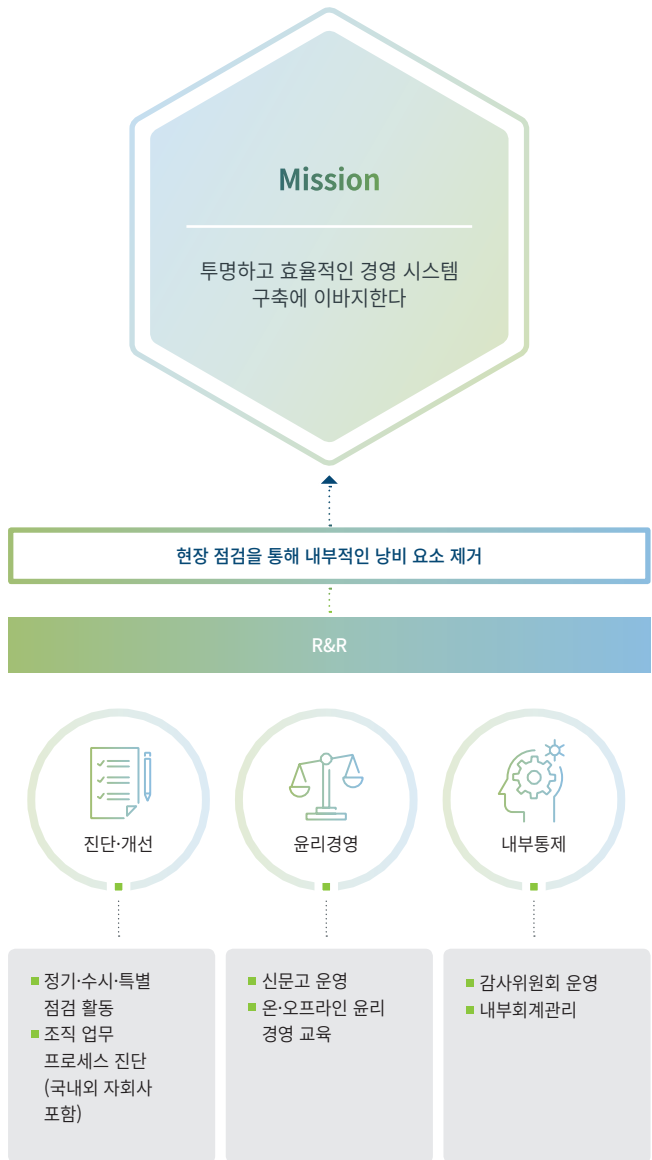 Mission
투명하고 효율적인 경영 시스템
구축에 이바지한다
현장 점검을 통해 내부적인 낭비 요소 제거
R&R
진단·개선
윤리경영
내부통제
정기·수시·특별
점검 활동
조직 업무
프로세스 진단
(국내외 자회사
포함)
신문고 운영
온·오프라인 윤리
경영 교육
감사위원회 운영
내부회계관리